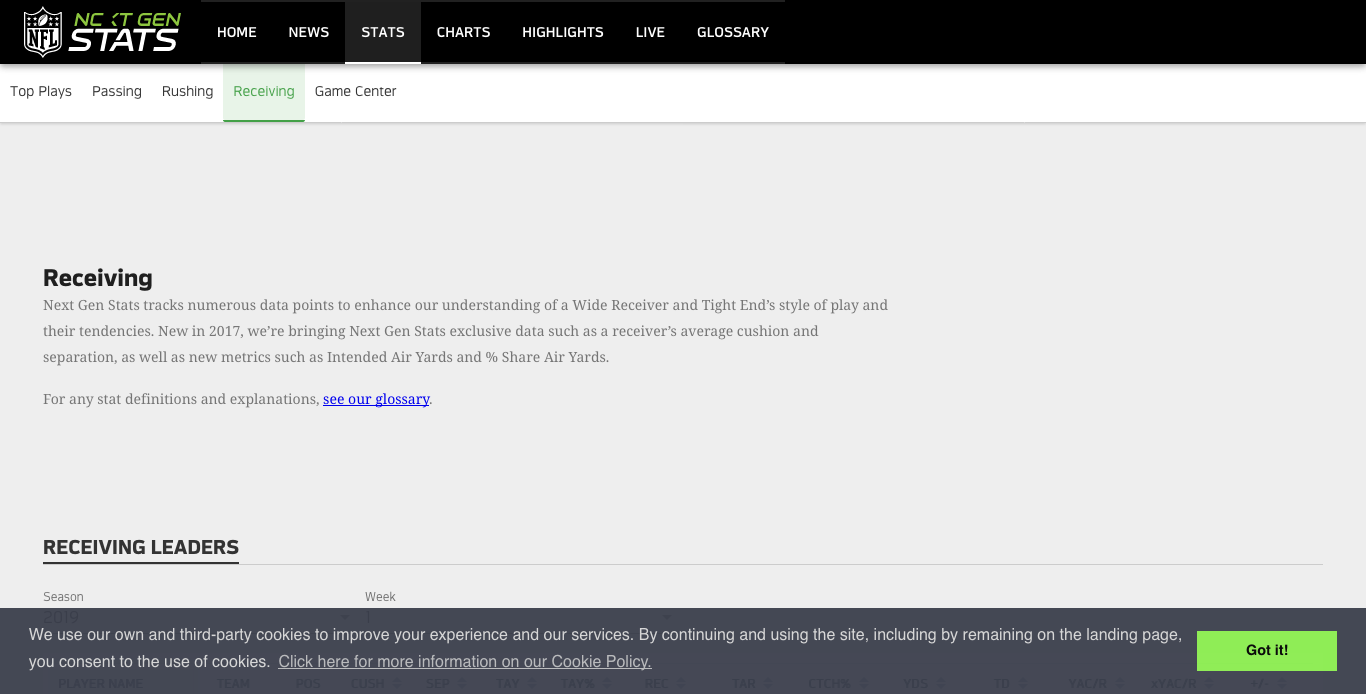 NFL NEXT GEN STATS
HOME NEWS STATS CHARTS HIGHLIGHTS LIVE GLOSSARY
Top Plays Passing Rushing Receiving Game Center
Receiving
Next Gen Stats tracks numerous data points to enhance our understanding of a Wide Receiver and Tight End’s style of play and
their tendencies. New in 2017, we’re bringing Next Gen Stats exclusive data such as a receiver’s average cushion and
separation, as well as new metrics such as Intended Air Yards and % Share Air Yards.
For any stat definitions and explanations, see our glossary.
RECEIVING LEADERS
Season Week
2019 1
We use our own and third-party cookies to improve your experience and our services. By continuing and using the site, including by remaining on the landing page,
you consent to the use of cookies. Click here for more information on our Cookie Policy.
Got it!
PLAYER NAME TEAM POS CUSH SEP TAY TAY% REC TAR CTCH% YDS TD YAC/R xYAC/R +/-